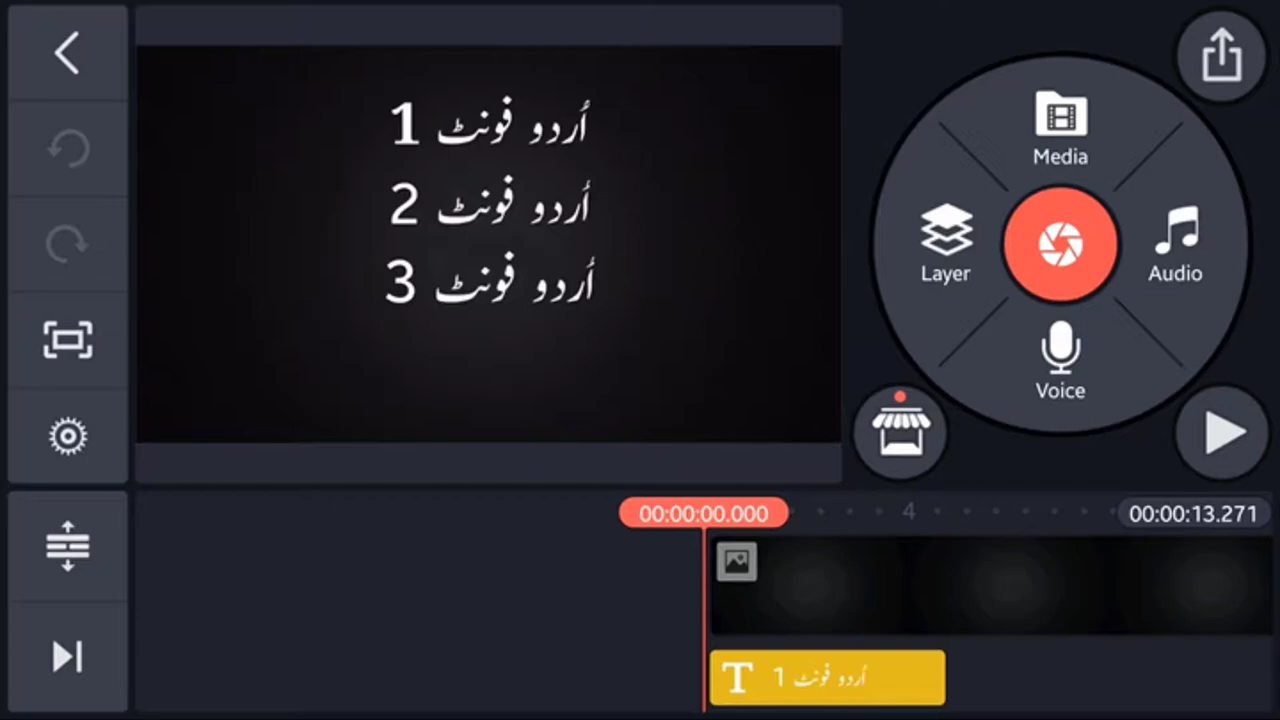 اُردو فونٹ 1
اُردو فونٹ 2
اُردو فونٹ 3
Media
Layer
Audio
Voice
00:00:00.000
4
00:00:13.271
T اُردو فونٹ 1